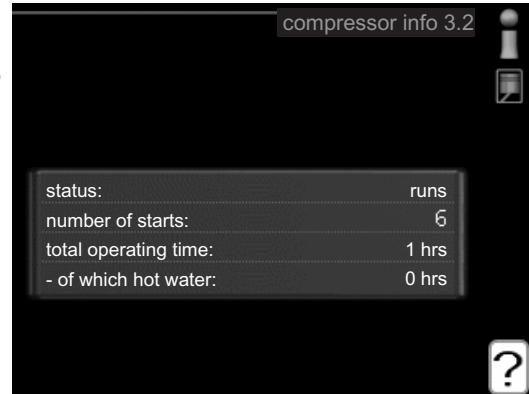 compressor info 3.2
status: runs
number of starts: 6
total operating time: 1 hrs
- of which hot water: 0 hrs
?